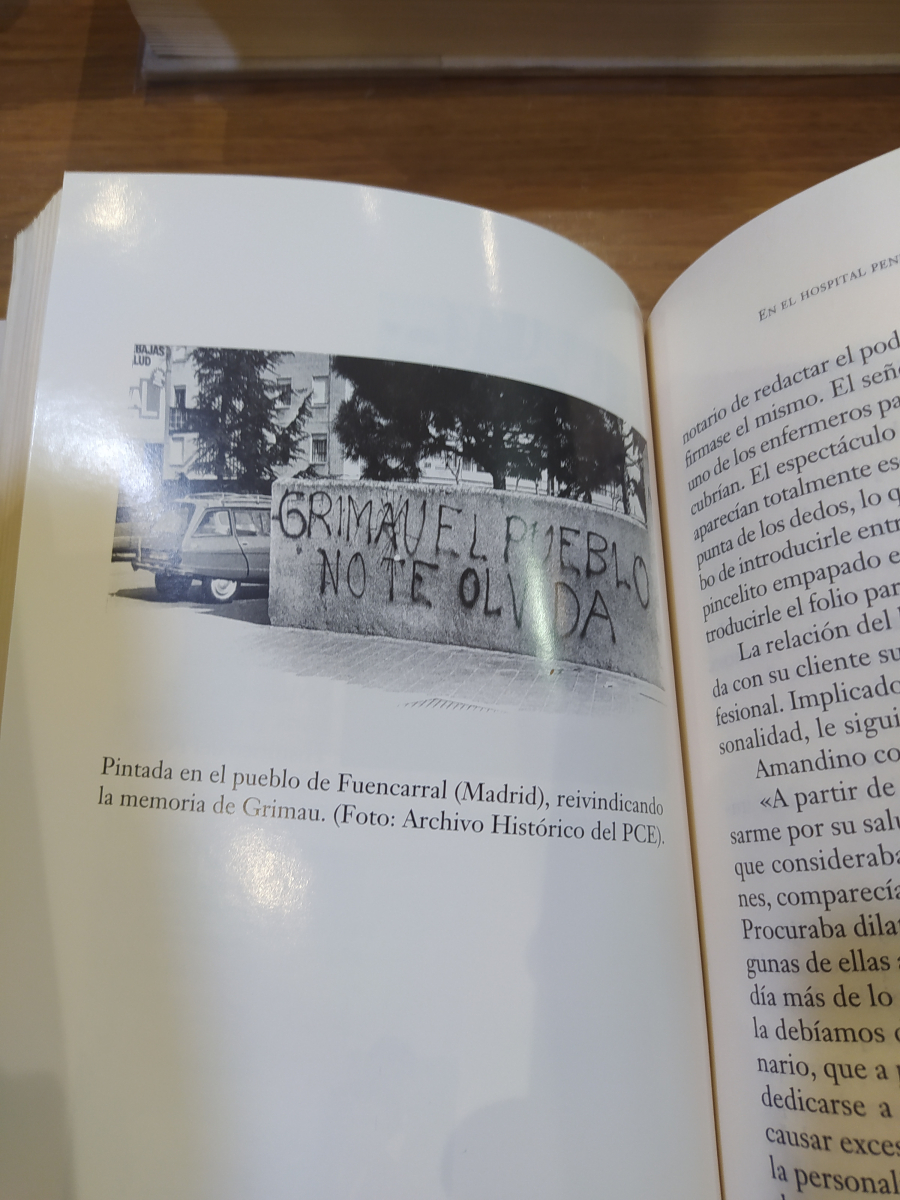 BAJAS
LUD
GRIMAU EL PUEBLO
NO TE OLVIDA
Pintada en el pueblo de Fuencarral (Madrid), reivindicando
la memoria de Grimau. (Foto: Archivo Histórico del PCE).
EN EL HOSPITAL PEN
notario de redactar el pod
firmase el mismo. El seño
uno de los enfermeros pa
cubrían. El espectáculo
aparecían totalmente es
punta de los dedos, lo q
bo de introducirle entr
pincelito empapado e
troducirle el folio par
La relación del
da con su cliente su
fesional. Implicado
sonalidad, le sigui
Amandino co
«A partir de
sarme por su salu
que consideraba
nes, comparecía
Procuraba dilat
gunas de ellas a
día más de lo
la debíamos
nario, que a
dedicarse a
causar exces
la personal